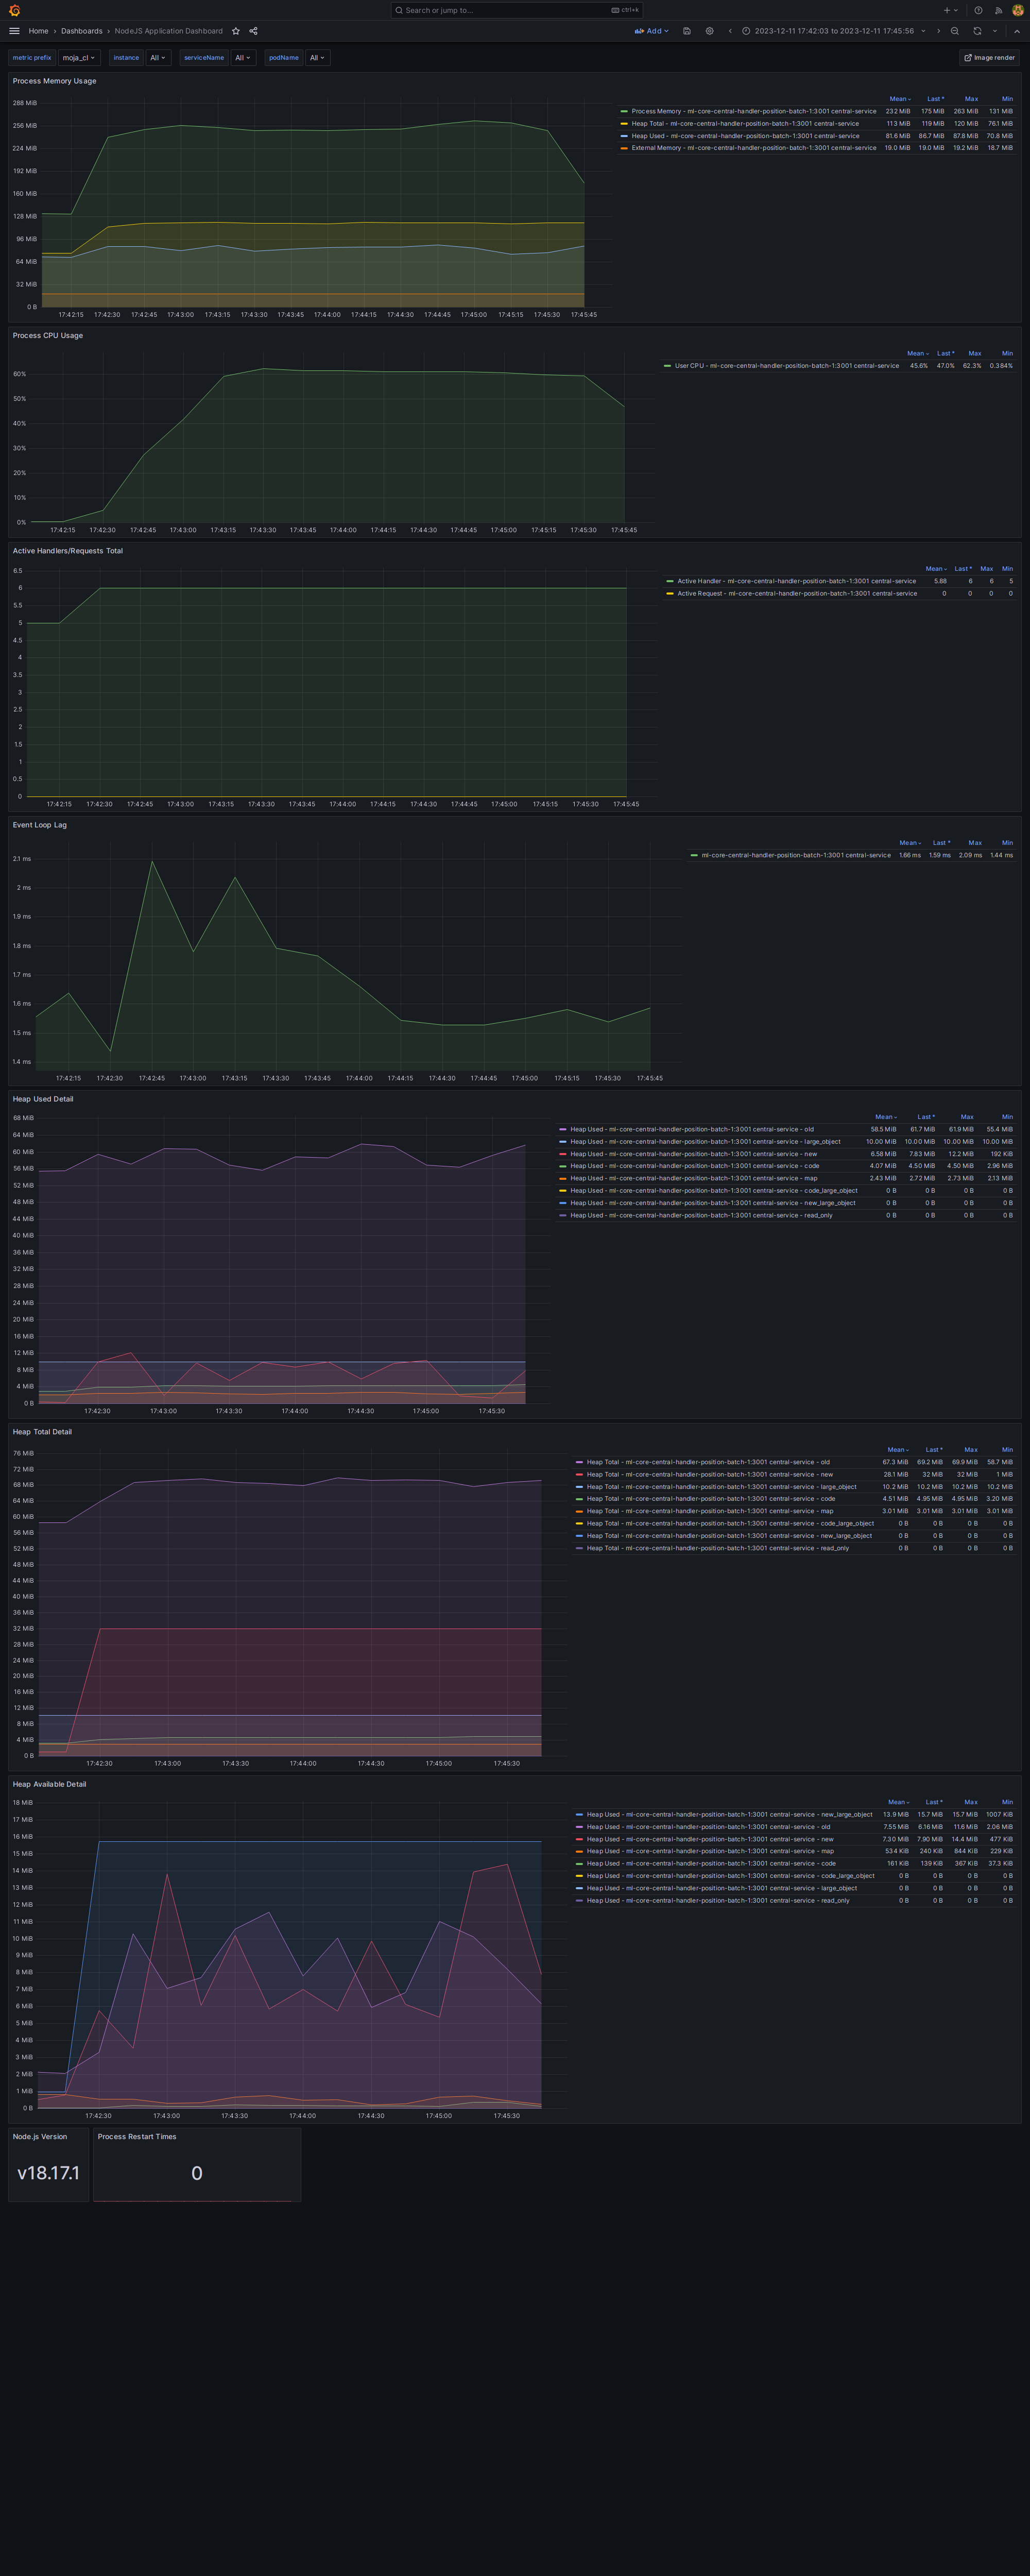 Search or jump to... ctrl+k
Home › Dashboards › NodeJS Application Dashboard Add 2023-12-11 17:42:03 to 2023-12-11 17:45:56
metric prefix moja_cl instance All serviceName All podName All Image render
Process Memory Usage
Mean Last * Max Min
Process Memory - ml-core-central-handler-position-batch-1:3001 central-service 232 MiB 175 MiB 263 MiB 131 MiB
Heap Total - ml-core-central-handler-position-batch-1:3001 central-service 113 MiB 119 MiB 120 MiB 76.1 MiB
Heap Used - ml-core-central-handler-position-batch-1:3001 central-service 81.6 MiB 86.7 MiB 87.8 MiB 70.8 MiB
External Memory - ml-core-central-handler-position-batch-1:3001 central-service 19.0 MiB 19.0 MiB 19.2 MiB 18.7 MiB
288 MiB
256 MiB
224 MiB
192 MiB
160 MiB
128 MiB
96 MiB
64 MiB
32 MiB
0 B
17:42:15 17:42:30 17:42:45 17:43:00 17:43:15 17:43:30 17:43:45 17:44:00 17:44:15 17:44:30 17:44:45 17:45:00 17:45:15 17:45:30 17:45:45
Process CPU Usage
Mean Last * Max Min
User CPU - ml-core-central-handler-position-batch-1:3001 central-service 45.6% 47.0% 62.3% 0.384%
60%
50%
40%
30%
20%
10%
0%
17:42:15 17:42:30 17:42:45 17:43:00 17:43:15 17:43:30 17:43:45 17:44:00 17:44:15 17:44:30 17:44:45 17:45:00 17:45:15 17:45:30 17:45:45
Active Handlers/Requests Total
Mean Last * Max Min
Active Handler - ml-core-central-handler-position-batch-1:3001 central-service 5.88 6 6 5
Active Request - ml-core-central-handler-position-batch-1:3001 central-service 0 0 0 0
6.5
6
5.5
5
4.5
4
3.5
3
2.5
2
1.5
1
0.5
0
17:42:15 17:42:30 17:42:45 17:43:00 17:43:15 17:43:30 17:43:45 17:44:00 17:44:15 17:44:30 17:44:45 17:45:00 17:45:15 17:45:30 17:45:45
Event Loop Lag
Mean Last * Max Min
ml-core-central-handler-position-batch-1:3001 central-service 1.66 ms 1.59 ms 2.09 ms 1.44 ms
2.1 ms
2 ms
1.9 ms
1.8 ms
1.7 ms
1.6 ms
1.5 ms
1.4 ms
17:42:15 17:42:30 17:42:45 17:43:00 17:43:15 17:43:30 17:43:45 17:44:00 17:44:15 17:44:30 17:44:45 17:45:00 17:45:15 17:45:30 17:45:45
Heap Used Detail
Mean Last * Max Min
Heap Used - ml-core-central-handler-position-batch-1:3001 central-service - old 58.5 MiB 61.7 MiB 61.9 MiB 55.4 MiB
Heap Used - ml-core-central-handler-position-batch-1:3001 central-service - large_object 10.00 MiB 10.00 MiB 10.00 MiB 10.00 MiB
Heap Used - ml-core-central-handler-position-batch-1:3001 central-service - new 6.58 MiB 7.83 MiB 12.2 MiB 192 KiB
Heap Used - ml-core-central-handler-position-batch-1:3001 central-service - code 4.07 MiB 4.50 MiB 4.50 MiB 2.96 MiB
Heap Used - ml-core-central-handler-position-batch-1:3001 central-service - map 2.43 MiB 2.72 MiB 2.73 MiB 2.13 MiB
Heap Used - ml-core-central-handler-position-batch-1:3001 central-service - code_large_object 0 B 0 B 0 B 0 B
Heap Used - ml-core-central-handler-position-batch-1:3001 central-service - new_large_object 0 B 0 B 0 B 0 B
Heap Used - ml-core-central-handler-position-batch-1:3001 central-service - read_only 0 B 0 B 0 B 0 B
68 MiB
64 MiB
60 MiB
56 MiB
52 MiB
48 MiB
44 MiB
40 MiB
36 MiB
32 MiB
28 MiB
24 MiB
20 MiB
16 MiB
12 MiB
8 MiB
4 MiB
0 B
17:42:30 17:43:00 17:43:30 17:44:00 17:44:30 17:45:00 17:45:30
Heap Total Detail
Mean Last * Max Min
Heap Total - ml-core-central-handler-position-batch-1:3001 central-service - old 67.3 MiB 69.2 MiB 69.9 MiB 58.7 MiB
Heap Total - ml-core-central-handler-position-batch-1:3001 central-service - new 28.1 MiB 32 MiB 32 MiB 1 MiB
Heap Total - ml-core-central-handler-position-batch-1:3001 central-service - large_object 10.2 MiB 10.2 MiB 10.2 MiB 10.2 MiB
Heap Total - ml-core-central-handler-position-batch-1:3001 central-service - code 4.51 MiB 4.95 MiB 4.95 MiB 3.20 MiB
Heap Total - ml-core-central-handler-position-batch-1:3001 central-service - map 3.01 MiB 3.01 MiB 3.01 MiB 3.01 MiB
Heap Total - ml-core-central-handler-position-batch-1:3001 central-service - code_large_object 0 B 0 B 0 B 0 B
Heap Total - ml-core-central-handler-position-batch-1:3001 central-service - new_large_object 0 B 0 B 0 B 0 B
Heap Total - ml-core-central-handler-position-batch-1:3001 central-service - read_only 0 B 0 B 0 B 0 B
76 MiB
72 MiB
68 MiB
64 MiB
60 MiB
56 MiB
52 MiB
48 MiB
44 MiB
40 MiB
36 MiB
32 MiB
28 MiB
24 MiB
20 MiB
16 MiB
12 MiB
8 MiB
4 MiB
0 B
17:42:30 17:43:00 17:43:30 17:44:00 17:44:30 17:45:00 17:45:30
Heap Available Detail
Mean Last * Max Min
Heap Used - ml-core-central-handler-position-batch-1:3001 central-service - new_large_object 13.9 MiB 15.7 MiB 15.7 MiB 1007 KiB
Heap Used - ml-core-central-handler-position-batch-1:3001 central-service - old 7.55 MiB 6.16 MiB 11.6 MiB 2.06 MiB
Heap Used - ml-core-central-handler-position-batch-1:3001 central-service - new 7.30 MiB 7.90 MiB 14.4 MiB 477 KiB
Heap Used - ml-core-central-handler-position-batch-1:3001 central-service - map 534 KiB 240 KiB 844 KiB 229 KiB
Heap Used - ml-core-central-handler-position-batch-1:3001 central-service - code 161 KiB 139 KiB 367 KiB 37.3 KiB
Heap Used - ml-core-central-handler-position-batch-1:3001 central-service - code_large_object 0 B 0 B 0 B 0 B
Heap Used - ml-core-central-handler-position-batch-1:3001 central-service - large_object 0 B 0 B 0 B 0 B
Heap Used - ml-core-central-handler-position-batch-1:3001 central-service - read_only 0 B 0 B 0 B 0 B
18 MiB
17 MiB
16 MiB
15 MiB
14 MiB
13 MiB
12 MiB
11 MiB
10 MiB
9 MiB
8 MiB
7 MiB
6 MiB
5 MiB
4 MiB
3 MiB
2 MiB
1 MiB
0 B
17:42:30 17:43:00 17:43:30 17:44:00 17:44:30 17:45:00 17:45:30
Node.js Version Process Restart Times
v18.17.1 0